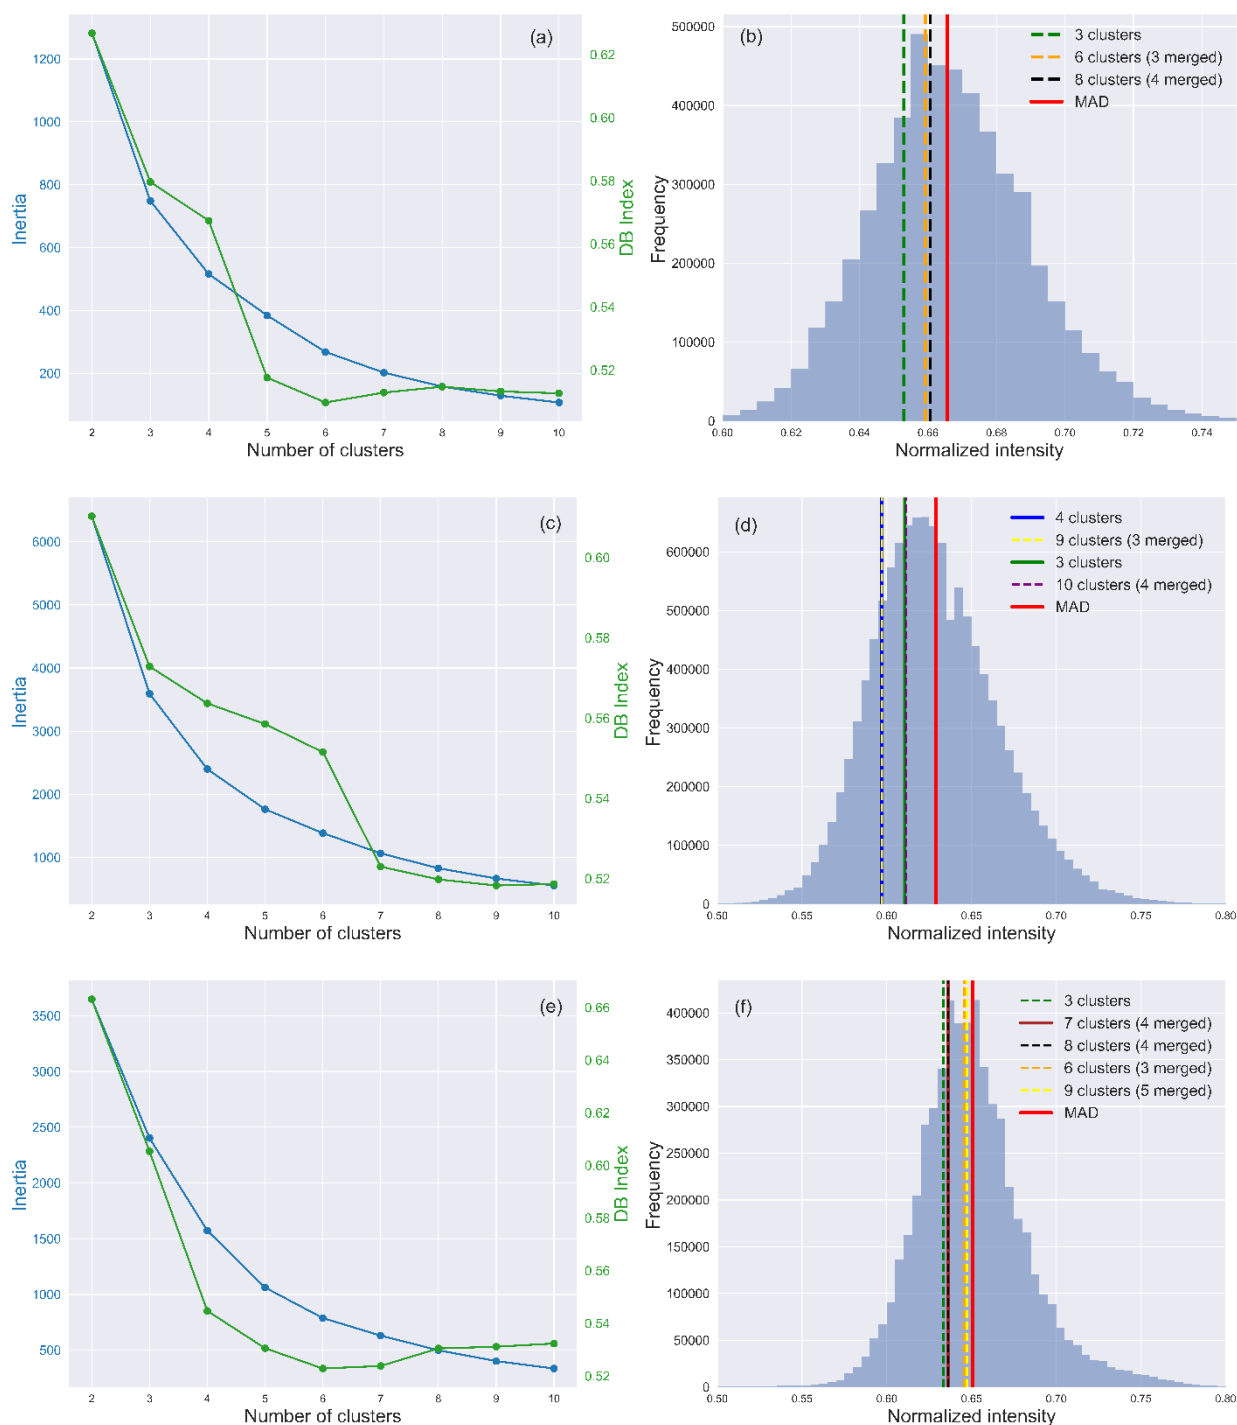 (a)
1200
1000
800
600
400
200
Inertia
0.62
0.60
0.58
0.56
0.54
0.52
DB Index
2 3 4 5 6 7 8 9 10
Number of clusters
(b)
3 clusters
6 clusters (3 merged)
8 clusters (4 merged)
MAD
500000
400000
300000
200000
100000
0
Frequency
0.60 0.62 0.64 0.66 0.68 0.70 0.72 0.74
Normalized intensity
(c)
6000
5000
4000
3000
2000
1000
Inertia
0.60
0.58
0.56
0.54
0.52
DB Index
2 3 4 5 6 7 8 9 10
Number of clusters
(d)
4 clusters
9 clusters (3 merged)
3 clusters
10 clusters (4 merged)
MAD
600000
500000
400000
300000
200000
100000
0
Frequency
0.50 0.55 0.60 0.65 0.70 0.75 0.80
Normalized intensity
(e)
3500
3000
2500
2000
1500
1000
500
Inertia
0.66
0.64
0.62
0.60
0.58
0.56
0.54
0.52
DB Index
2 3 4 5 6 7 8 9 10
Number of clusters
(f)
3 clusters
7 clusters (4 merged)
8 clusters (4 merged)
6 clusters (3 merged)
9 clusters (5 merged)
MAD
400000
350000
300000
250000
200000
150000
100000
50000
0
Frequency
0.50 0.55 0.60 0.65 0.70 0.75 0.80
Normalized intensity